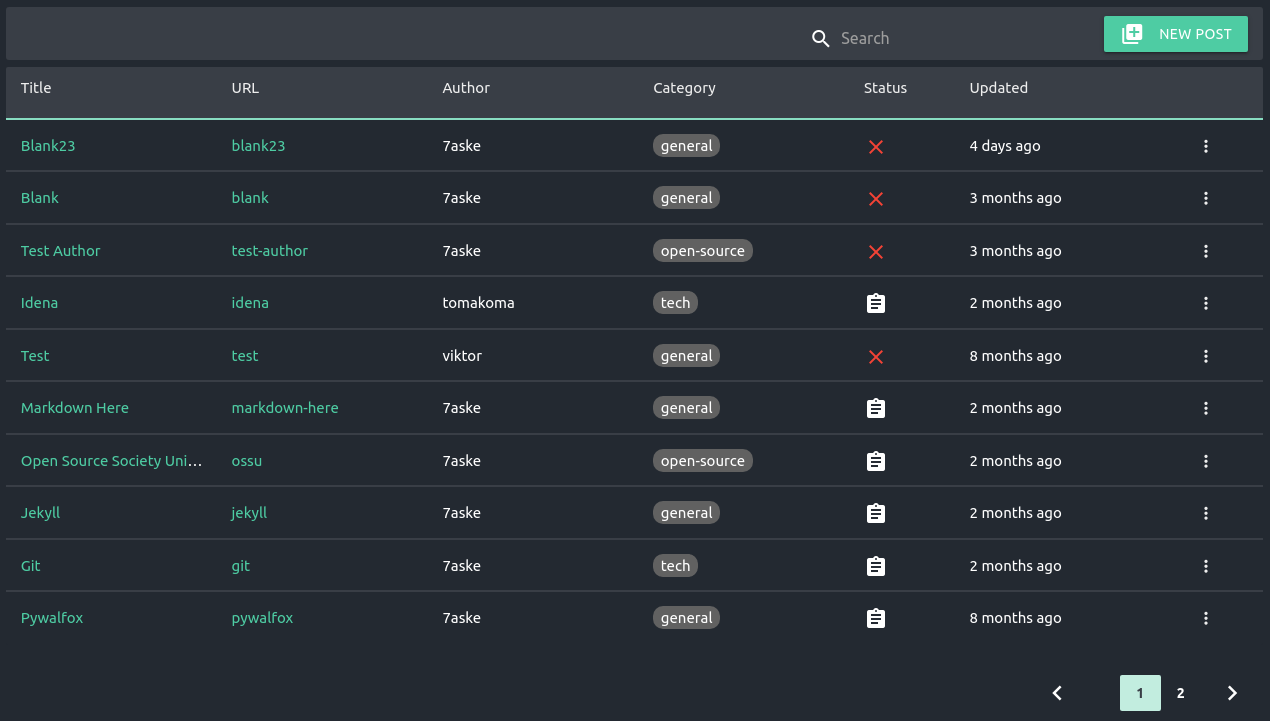 Search NEW POST
Title URL Author Category Status Updated
Blank23 blank23 7aske general 4 days ago
Blank blank 7aske general 3 months ago
Test Author test-author 7aske open-source 3 months ago
Idena idena tomakoma tech 2 months ago
Test test viktor general 8 months ago
Markdown Here markdown-here 7aske general 2 months ago
Open Source Society Uni... ossu 7aske open-source 2 months ago
Jekyll jekyll 7aske general 2 months ago
Git git 7aske tech 2 months ago
Pywalfox pywalfox 7aske general 8 months ago
1 2